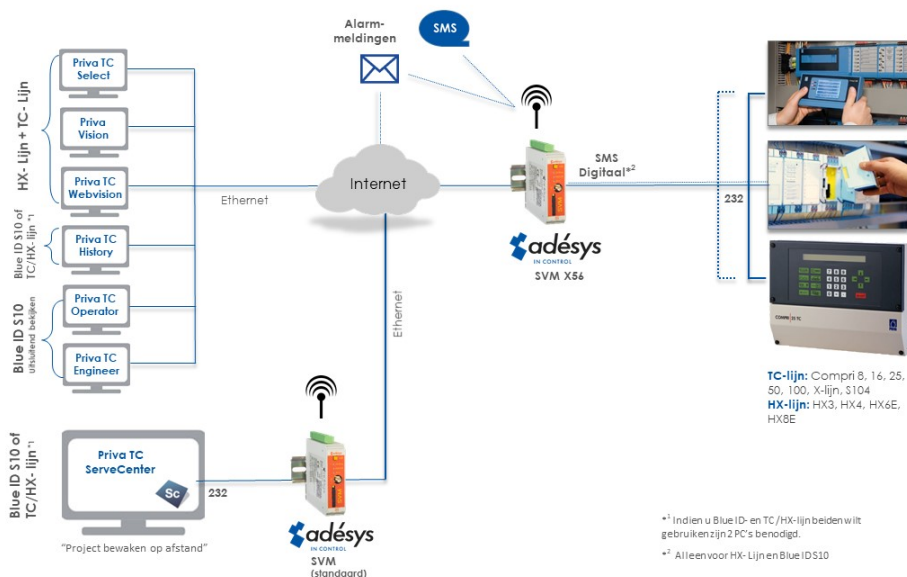 Alarm-
meldingen
SMS
HX- Lijn + TC- Lijn
Priva TC
Select
Priva
Vision
Priva TC
Webvision
Blue ID S10 of
TC/HX- lijn *1
Priva TC
History
Blue ID S10
uitsluitend bekijken
Priva TC
Operator
Priva TC
Engineer
Ethernet
Internet
SMS
Digitaal*2
adésys
IN CONTROL
SVM X56
232
COMPRI
TC-lijn: Compri 8, 16, 25,
50, 100, X-lijn, S104
HX-lijn: HX3, HX4, HX6E,
HX8E
Ethernet
Blue ID S10 of
TC/HX- lijn *1
Priva TC
ServeCenter
Sc
232
"Project bewaken op afstand"
adésys
IN CONTROL
SVM
(standaard)
*1 Indien u Blue ID- en TC/HX-lijn beiden wilt
gebruiken zijn 2 PC's benodigd.
*2 Alleen voor HX- Lijn en Blue ID S10